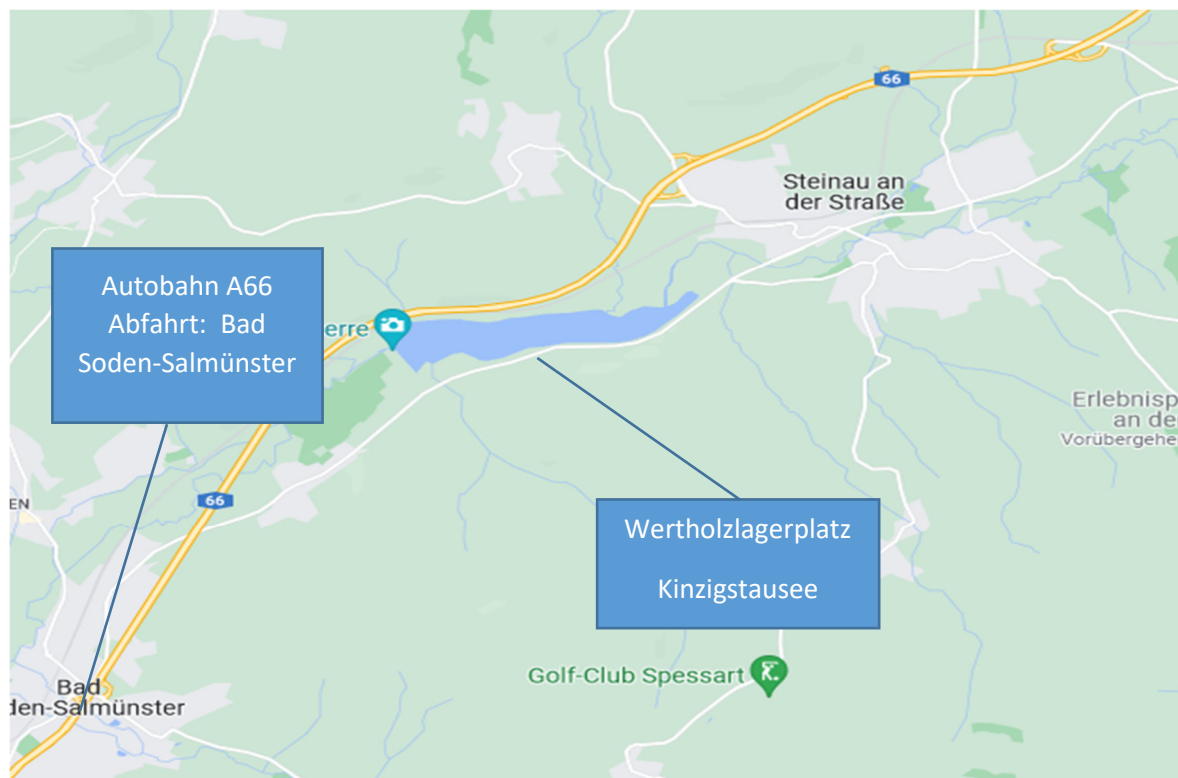 66
Steinau an
der Straße
Autobahn A66
Abfahrt: Bad
Soden-Salmünster
erre
Erlebnisp
an de
Vorübergehe
66
EN
Wertholzlagerplatz
Kinzigstausee
Golf-Club Spessart
Bad
den-Salmünster